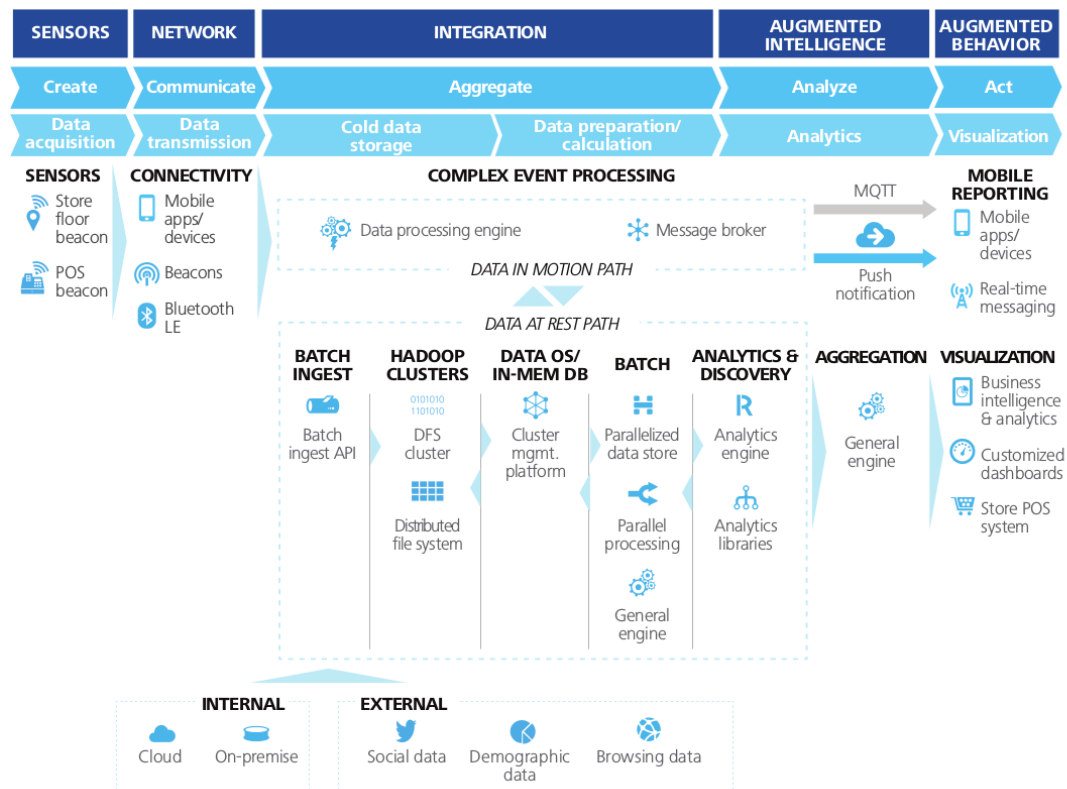 SENSORS
NETWORK
INTEGRATION
AUGMENTED
INTELLIGENCE
AUGMENTED
BEHAVIOR
Create
Communicate
Aggregate
Analyze
Act
Data
acquisition
Data
transmission
Cold data
storage
Data preparation/
calculation
Analytics
Visualization
SENSORS
Store
floor
beacon
POS
beacon
CONNECTIVITY
Mobile
apps/
devices
Beacons
Bluetooth
LE
COMPLEX EVENT PROCESSING
Data processing engine
Message broker
DATA IN MOTION PATH
MQTT
Push
notification
MOBILE
REPORTING
Mobile
apps/
devices
Real-time
messaging
DATA AT REST PATH
BATCH
INGEST
Batch
ingest API
HADOOP
CLUSTERS
0101010
1101010
DFS
cluster
Distributed
file system
DATA OS/
IN-MEM DB
Cluster
mgmt.
platform
BATCH
Parallelized
data store
Parallel
processing
General
engine
ANALYTICS &
DISCOVERY
R
Analytics
engine
Analytics
libraries
AGGREGATION
General
engine
VISUALIZATION
Business
intelligence
& analytics
Customized
dashboards
Store POS
system
INTERNAL
Cloud
On-premise
EXTERNAL
Social data
Demographic
data
Browsing data